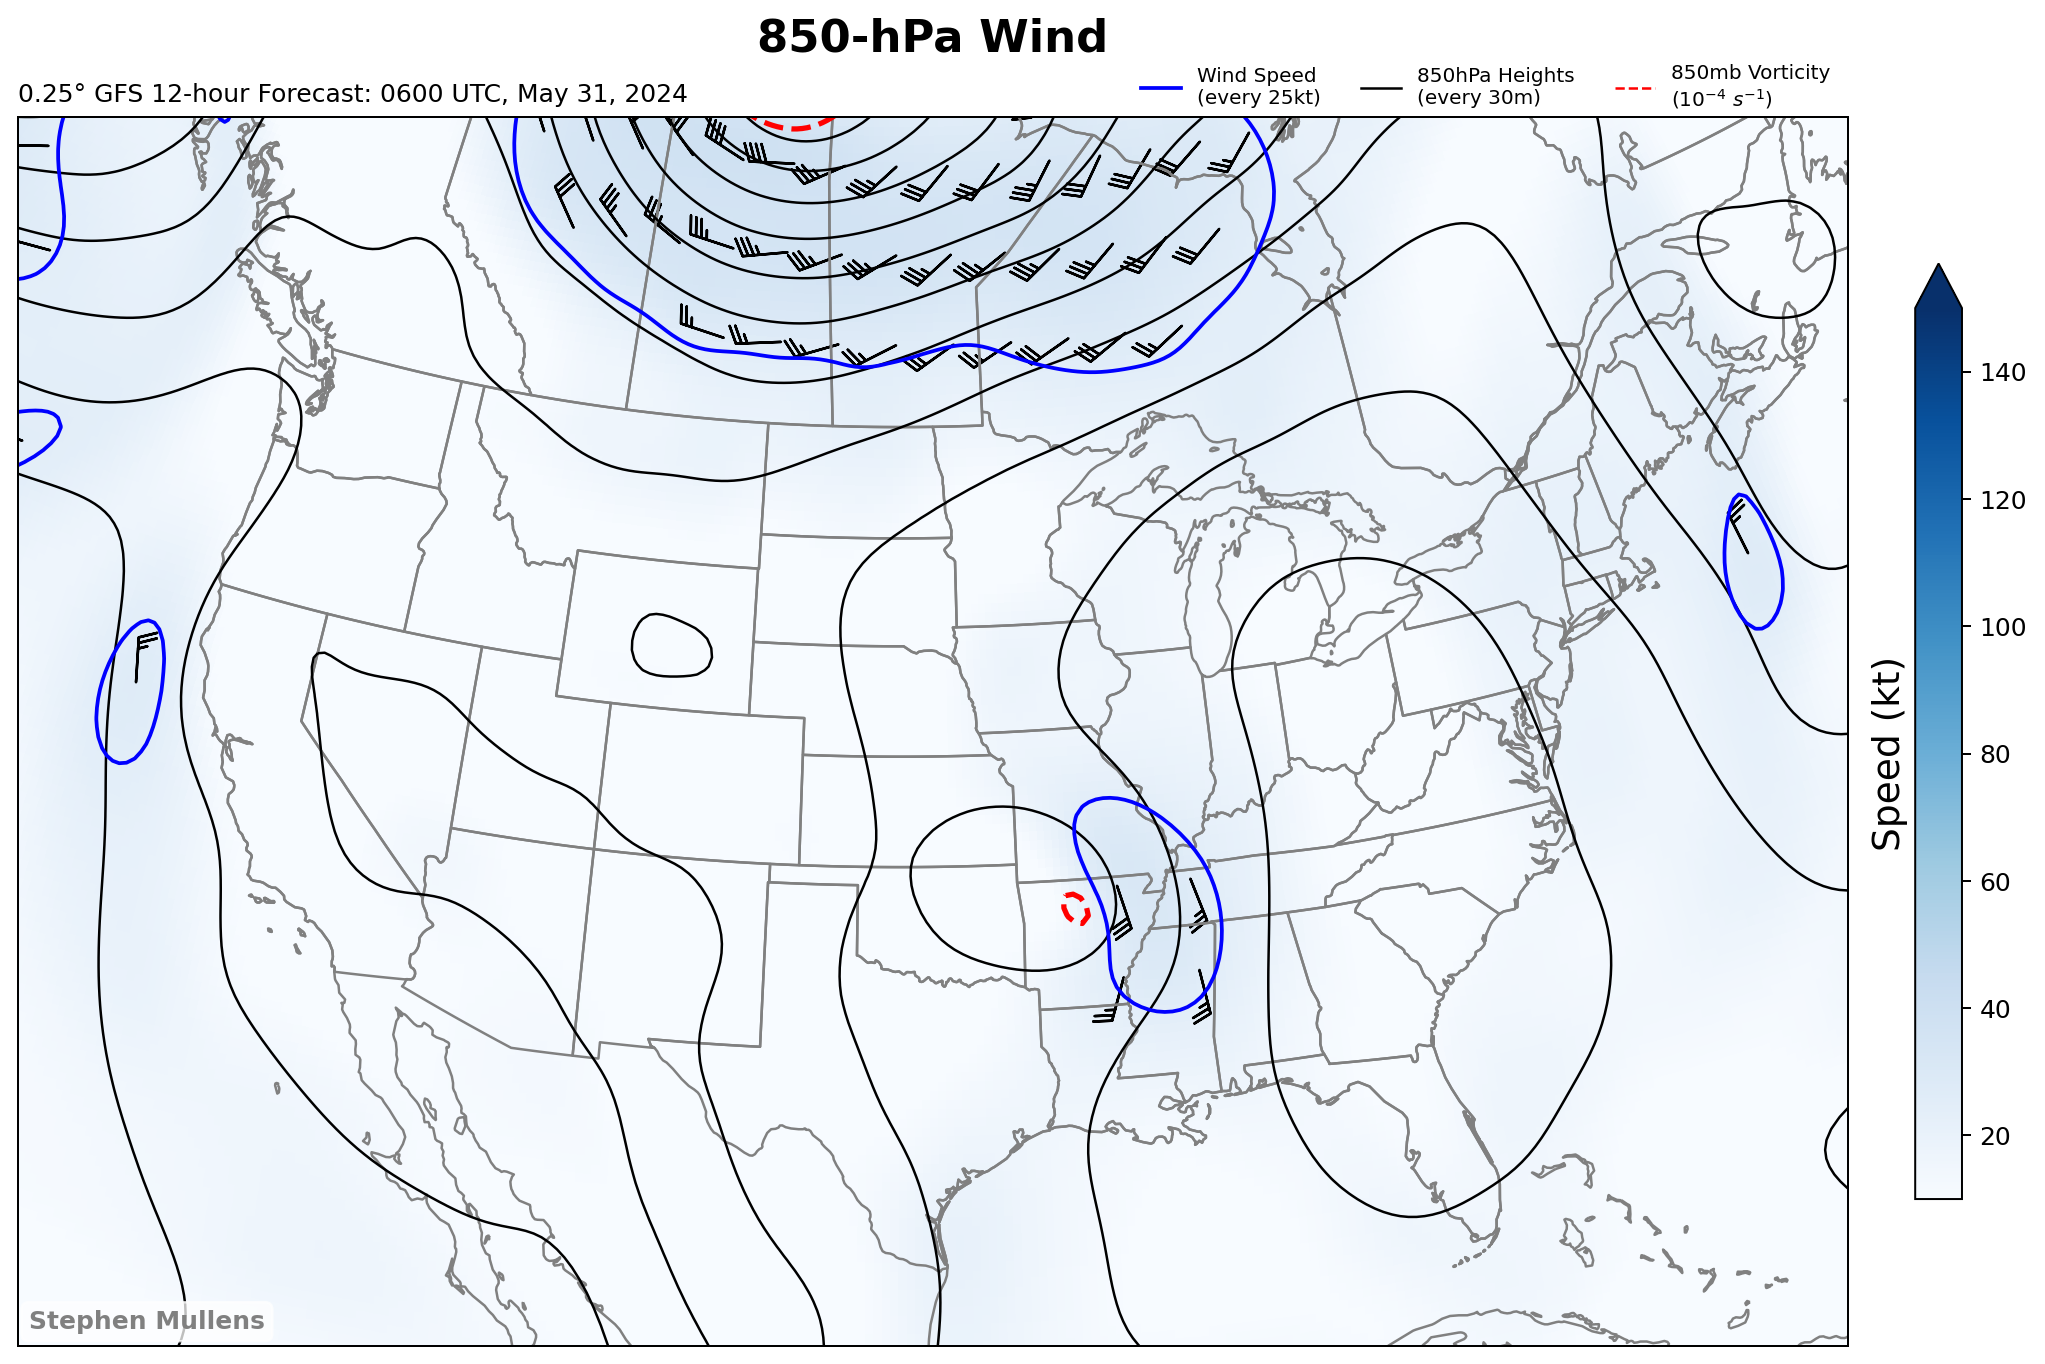 850-hPa Wind
0.25° GFS 12-hour Forecast: 0600 UTC, May 31, 2024
Wind Speed
(every 25kt)
850hPa Heights
(every 30m)
850mb Vorticity
(10⁻⁴ s⁻¹)
140
120
100
80
60
40
20
Speed (kt)
Stephen Mullens